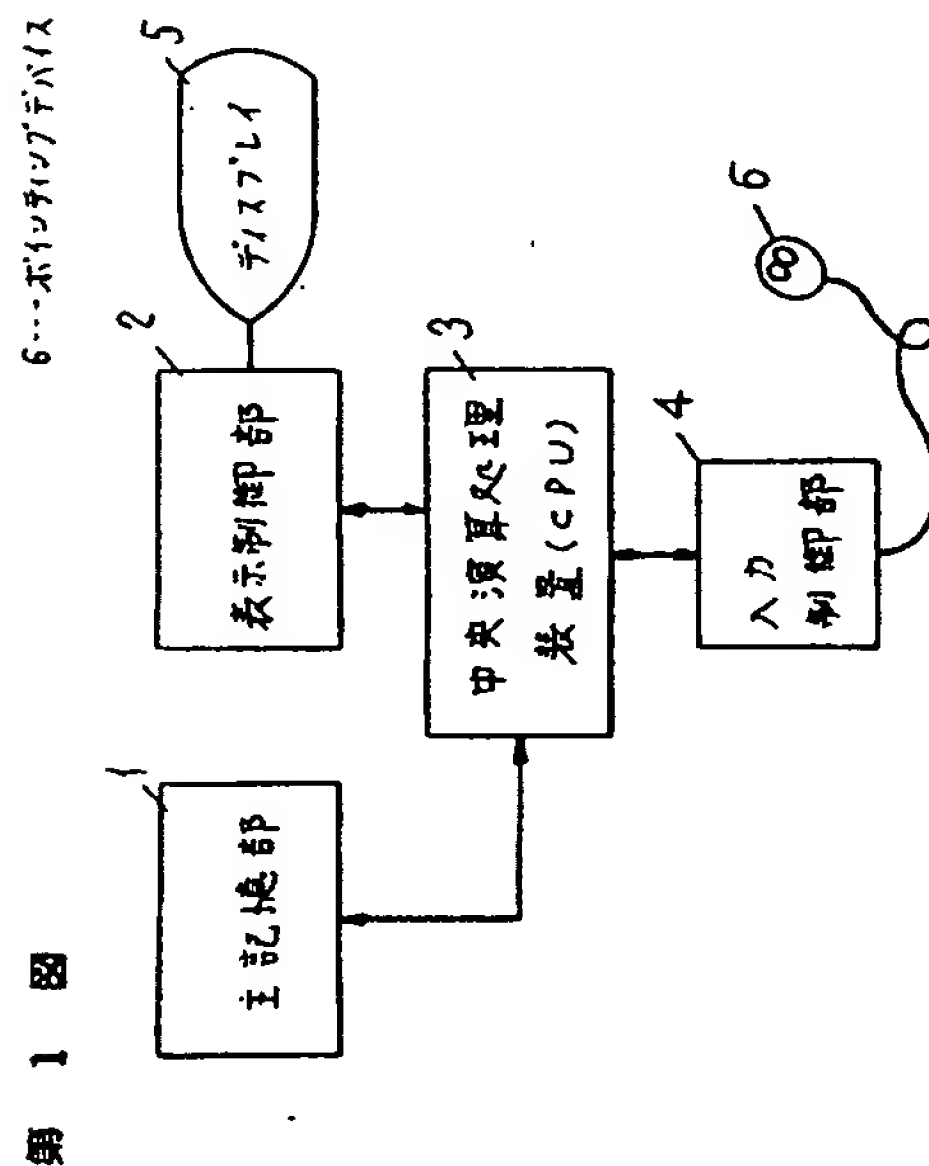 第 1 図
6・・・ポインティングデバイス
1
主記憶部
2
表示制御部
5
ディスプレイ
3
中央演算処理
装置(CPU)
4
入力
制御部
6